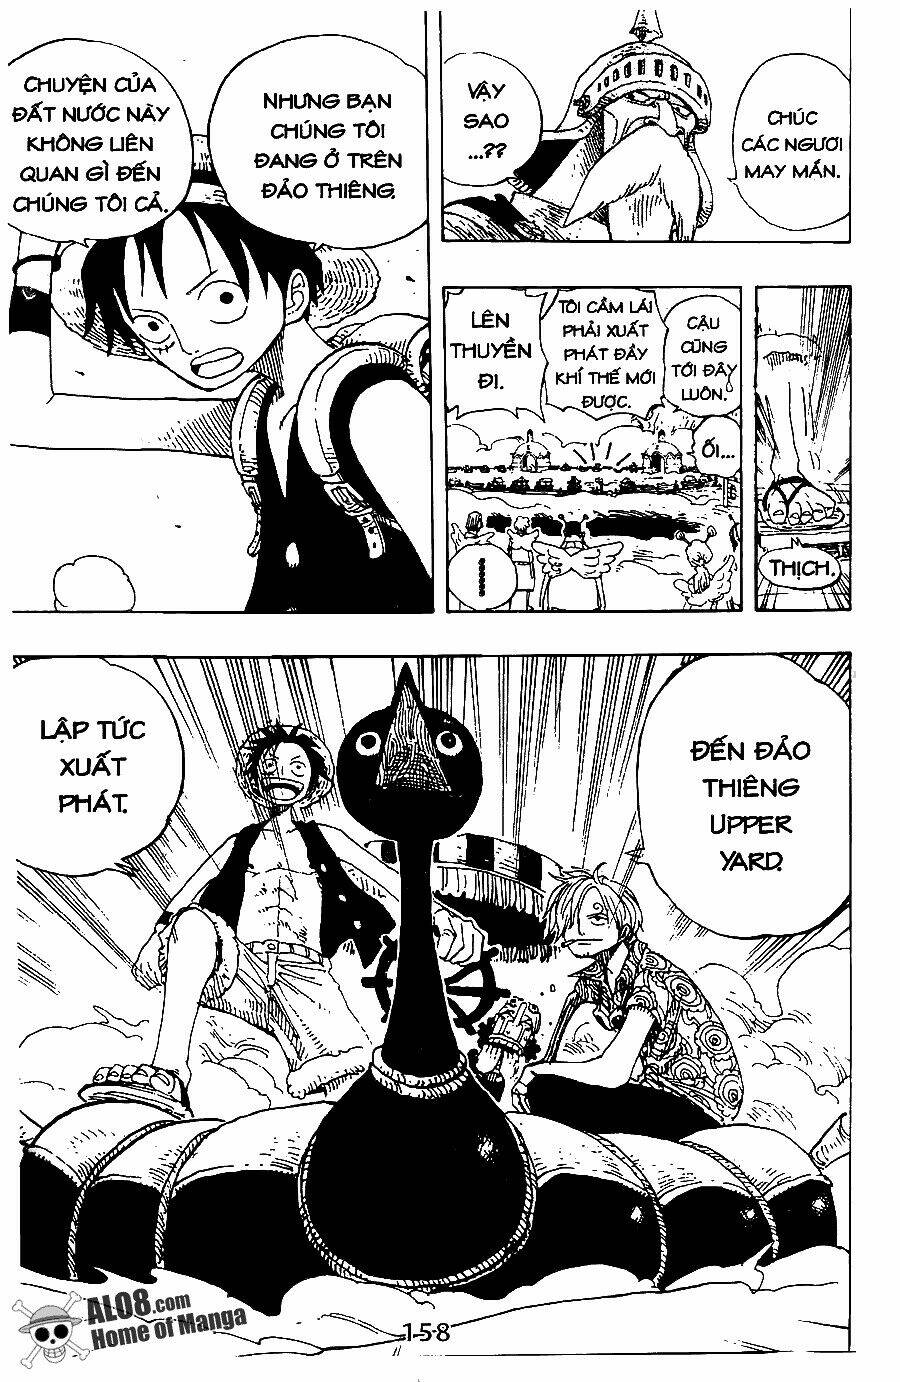 NHƯNG BẠN
CHÚNG TÔI
ĐANG Ở TRÊN
ĐẢO THIÊNG.
CHUYỆN CỦA
ĐẤT NƯỚC NÀY
KHÔNG LIÊN
QUAN GÌ ĐẾN
CHÚNG TÔI CẢ.
VẬY
SAO
...??
CHÚC
CÁC NGƯƠI
MAY MẮN.
LÊN
THUYỀN
ĐI.
TÔI CẦM LÁI
PHẢI XUẤT
PHÁT ĐẦY
KHÍ THẾ MỚI
ĐƯỢC.
CẬU
CŨNG
TỚI ĐÂY
LUÔN.
ỐI...
......
THỊCH.
LẬP TỨC
XUẤT
PHÁT.
ĐẾN ĐẢO
THIÊNG
UPPER
YARD.
AL08.com
Home of Manga
158